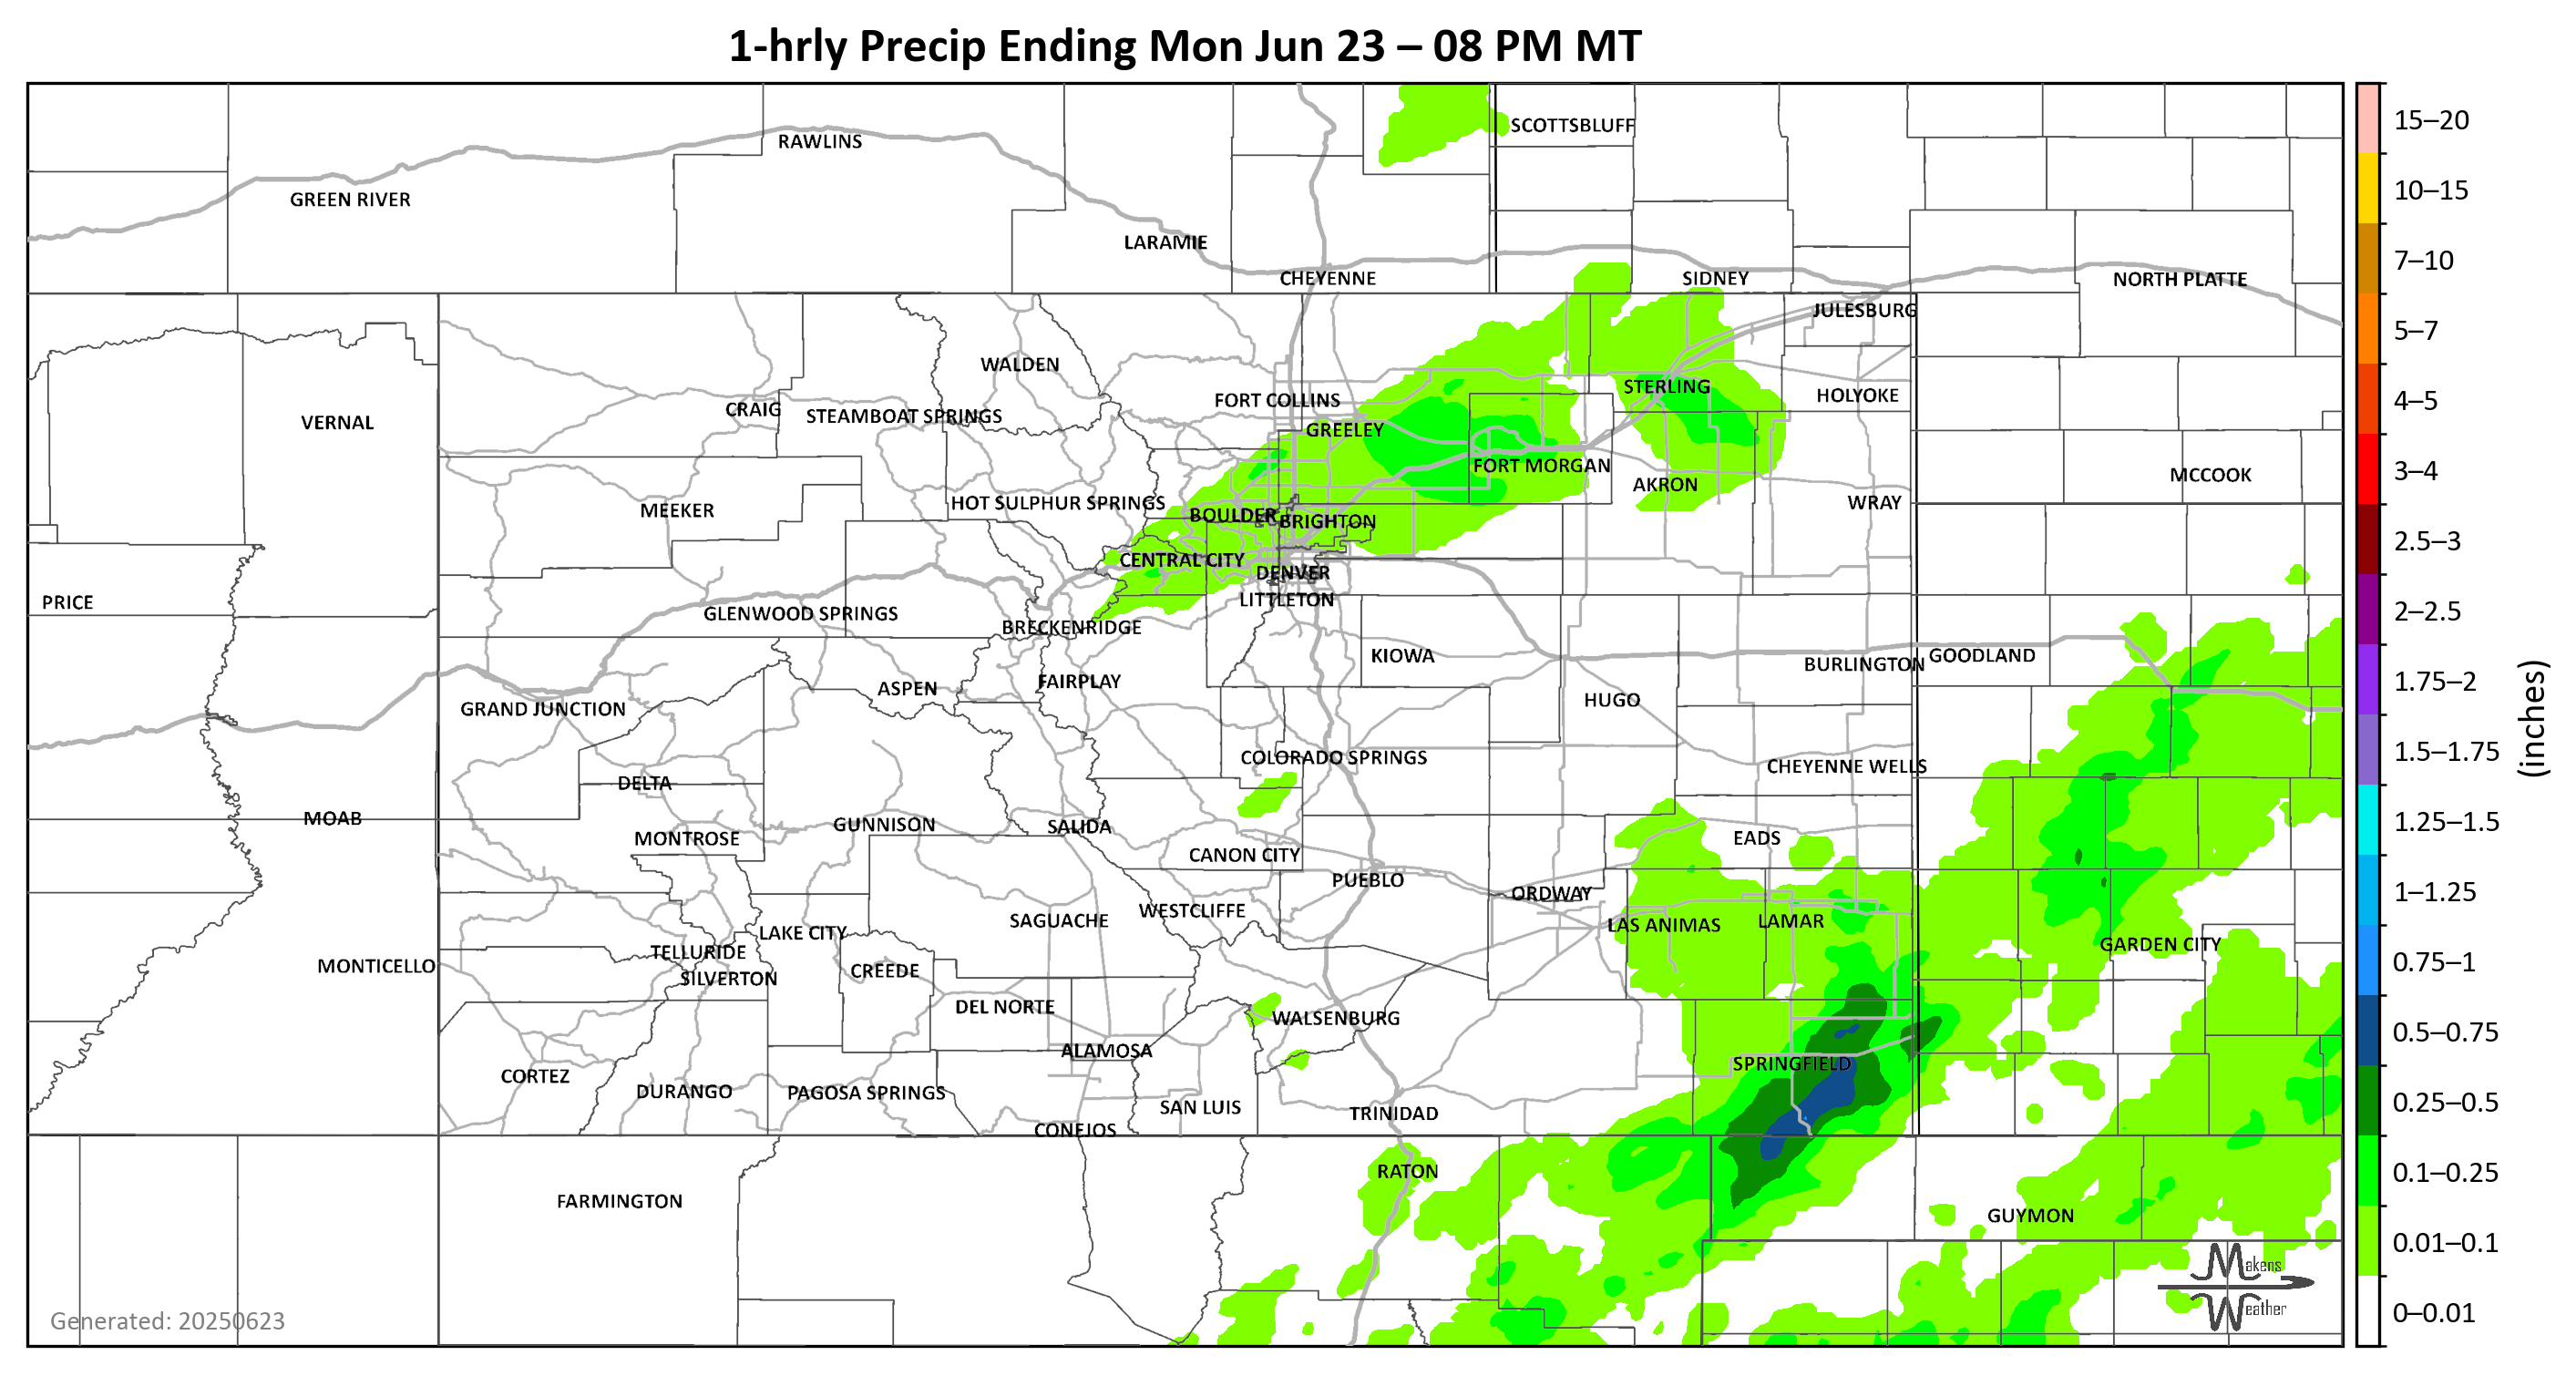 1-hrly Precip Ending Mon Jun 23 – 08 PM MT
SCOTTSBLUFF
RAWLINS
GREEN RIVER
LARAMIE
CHEYENNE
SIDNEY
NORTH PLATTE
JULESBURG
WALDEN
STERLING
HOLYOKE
FORT COLLINS
CRAIG
STEAMBOAT SPRINGS
VERNAL
GREELEY
FORT MORGAN
MCCOOK
AKRON
WRAY
HOT SULPHUR SPRINGS
MEEKER
BOULDER
BRIGHTON
CENTRAL CITY
DENVER
LITTLETON
PRICE
GLENWOOD SPRINGS
BRECKENRIDGE
KIOWA
BURLINGTON
GOODLAND
FAIRPLAY
ASPEN
HUGO
GRAND JUNCTION
COLORADO SPRINGS
CHEYENNE WELLS
DELTA
MOAB
GUNNISON
SALIDA
MONTROSE
EADS
CANON CITY
PUEBLO
ORDWAY
WESTCLIFFE
SAGUACHE
LAS ANIMAS
LAMAR
LAKE CITY
GARDEN CITY
TELLURIDE
MONTICELLO
CREEDE
SILVERTON
DEL NORTE
WALSENBURG
ALAMOSA
SPRINGFIELD
CORTEZ
DURANGO
PAGOSA SPRINGS
SAN LUIS
TRINIDAD
CONEJOS
RATON
FARMINGTON
GUYMON
Makens
Weather
Generated: 20250623
15–20
10–15
7–10
5–7
4–5
3–4
2.5–3
2–2.5
1.75–2
1.5–1.75
1.25–1.5
1–1.25
0.75–1
0.5–0.75
0.25–0.5
0.1–0.25
0.01–0.1
0–0.01
(inches)